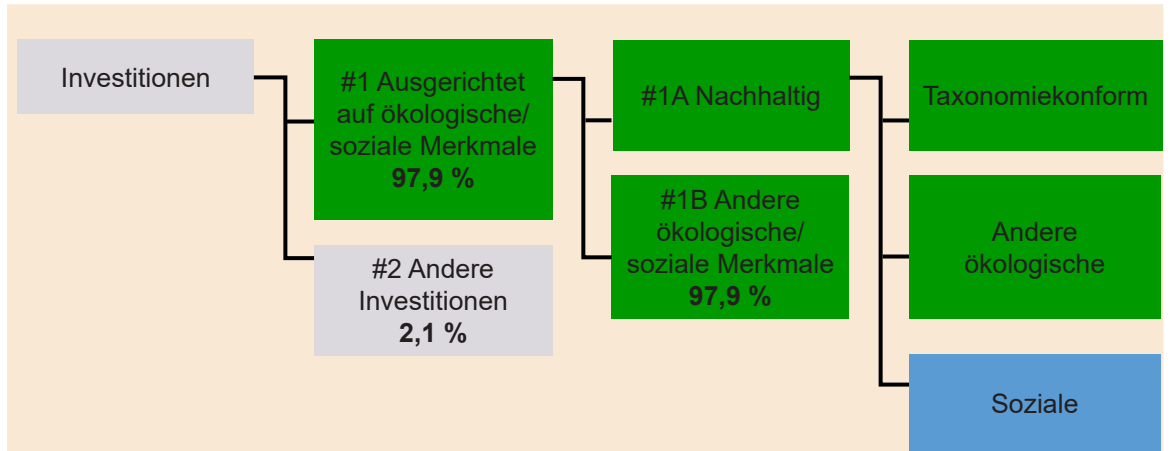 Investitionen
#1 Ausgerichtet
auf ökologische/
soziale Merkmale
97,9 %
#2 Andere
Investitionen
2,1 %
#1A Nachhaltig
#1B Andere
ökologische/
soziale Merkmale
97,9 %
Taxonomiekonform
Andere
ökologische
Soziale